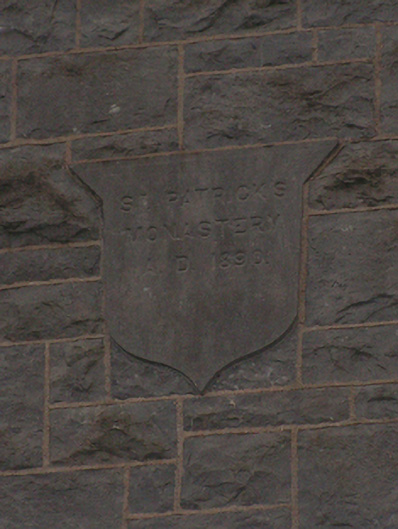 ST. PATRICKS
MONASTERY
A. D 1890.